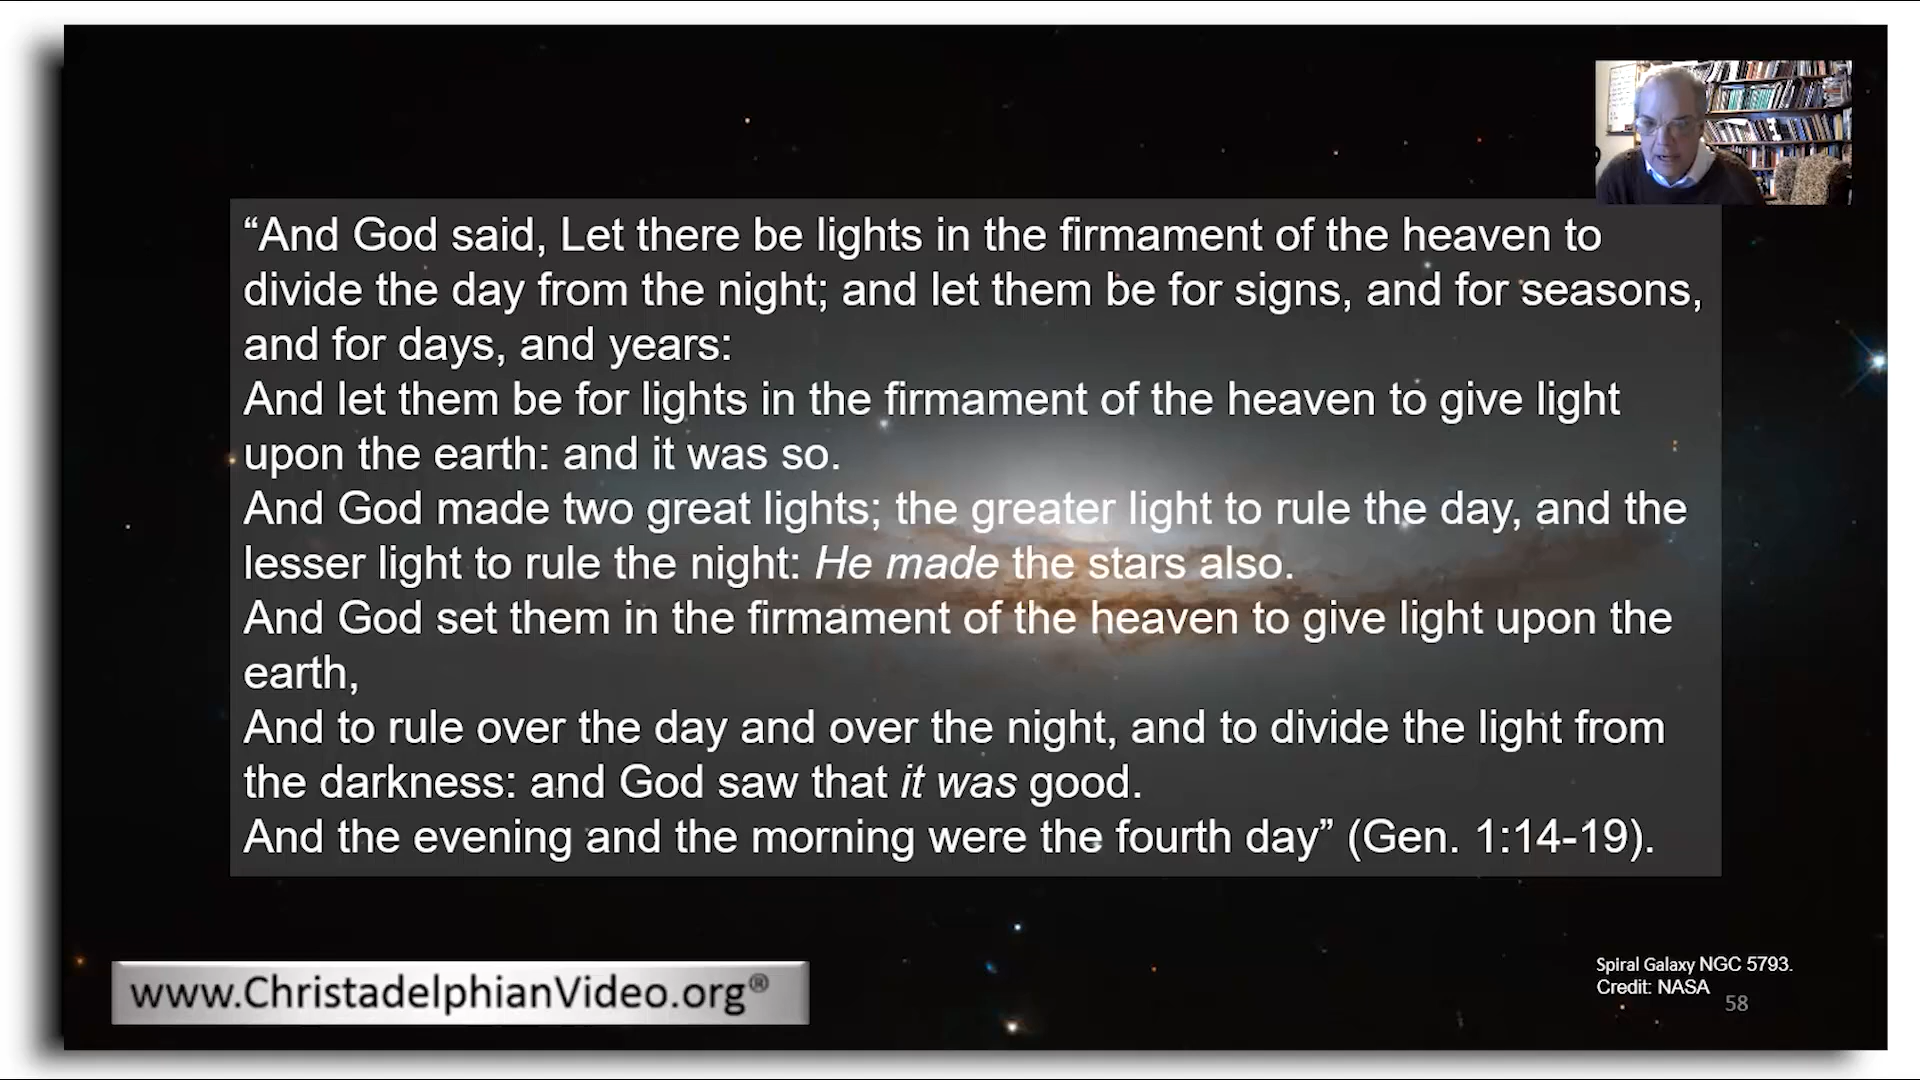 “And God said, Let there be lights in the firmament of the heaven to
divide the day from the night; and let them be for signs, and for seasons,
and for days, and years:
And let them be for lights in the firmament of the heaven to give light
upon the earth: and it was so.
And God made two great lights; the greater light to rule the day, and the
lesser light to rule the night: He made the stars also.
And God set them in the firmament of the heaven to give light upon the
earth,
And to rule over the day and over the night, and to divide the light from
the darkness: and God saw that it was good.
And the evening and the morning were the fourth day” (Gen. 1:14-19).
www.ChristadelphianVideo.org®
Spiral Galaxy NGC 5793.
Credit: NASA
58